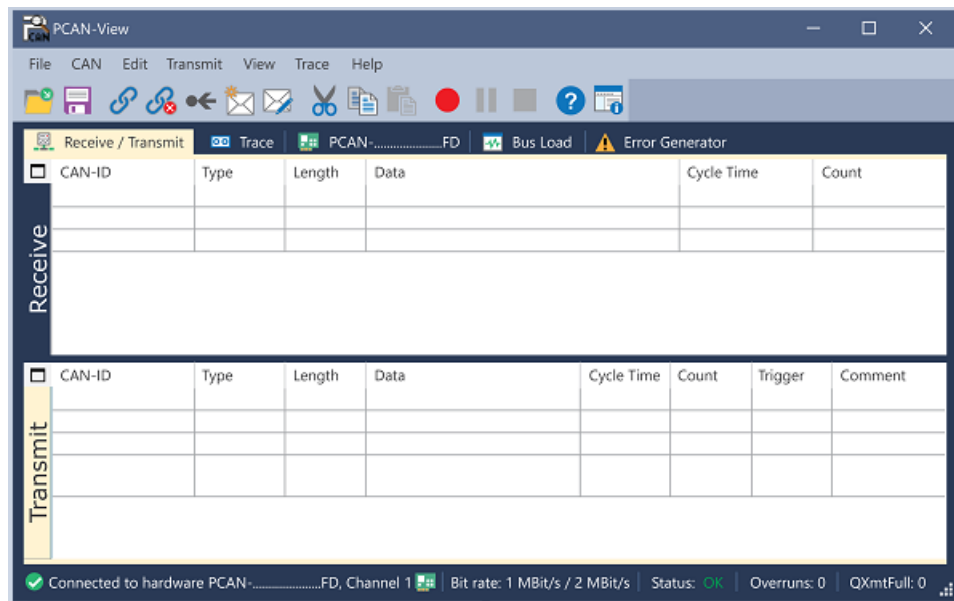 PCAN-View
File CAN Edit Transmit View Trace Help
Receive / Transmit Trace PCAN-.....................FD Bus Load Error Generator
CAN-ID Type Length Data Cycle Time Count
Receive
CAN-ID Type Length Data Cycle Time Count Trigger Comment
Transmit
Connected to hardware PCAN-.....................FD, Channel 1 Bit rate: 1 MBit/s / 2 MBit/s Status: OK Overruns: 0 QXmtFull: 0